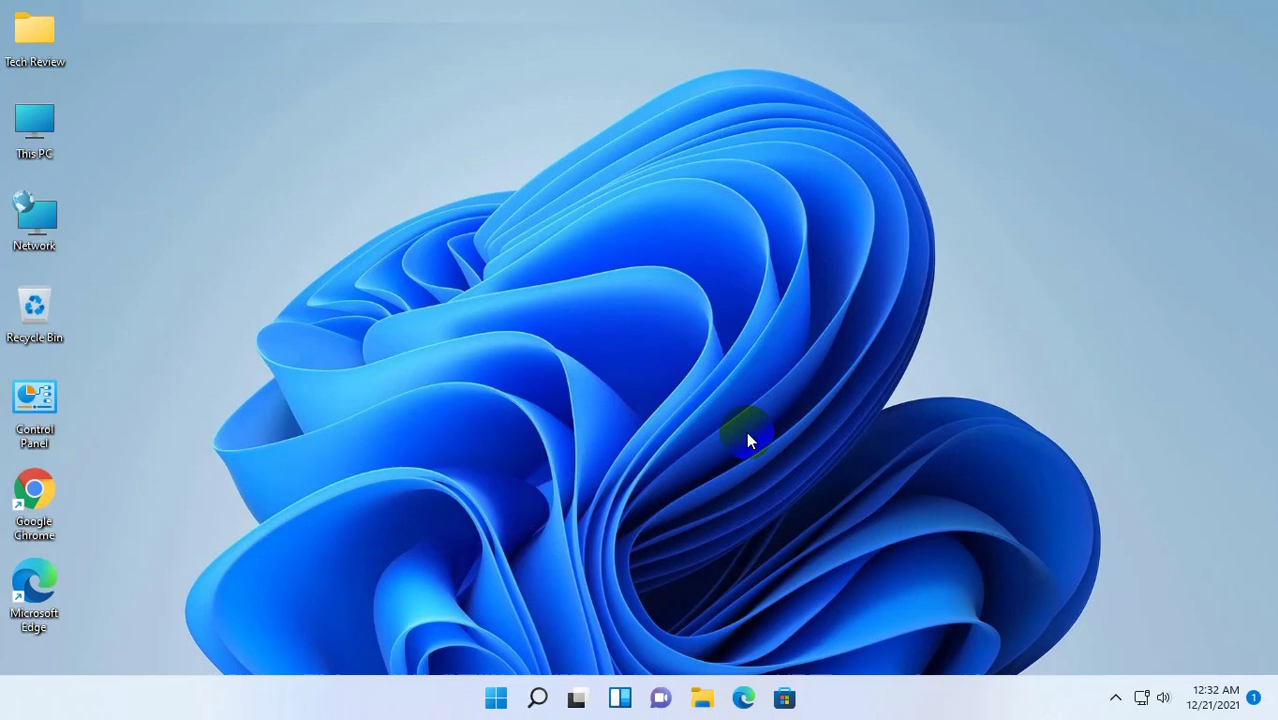 Tech Review
This PC
Network
Recycle Bin
Control
Panel
Google
Chrome
Microsoft
Edge
12:32 AM
12/21/2021
1